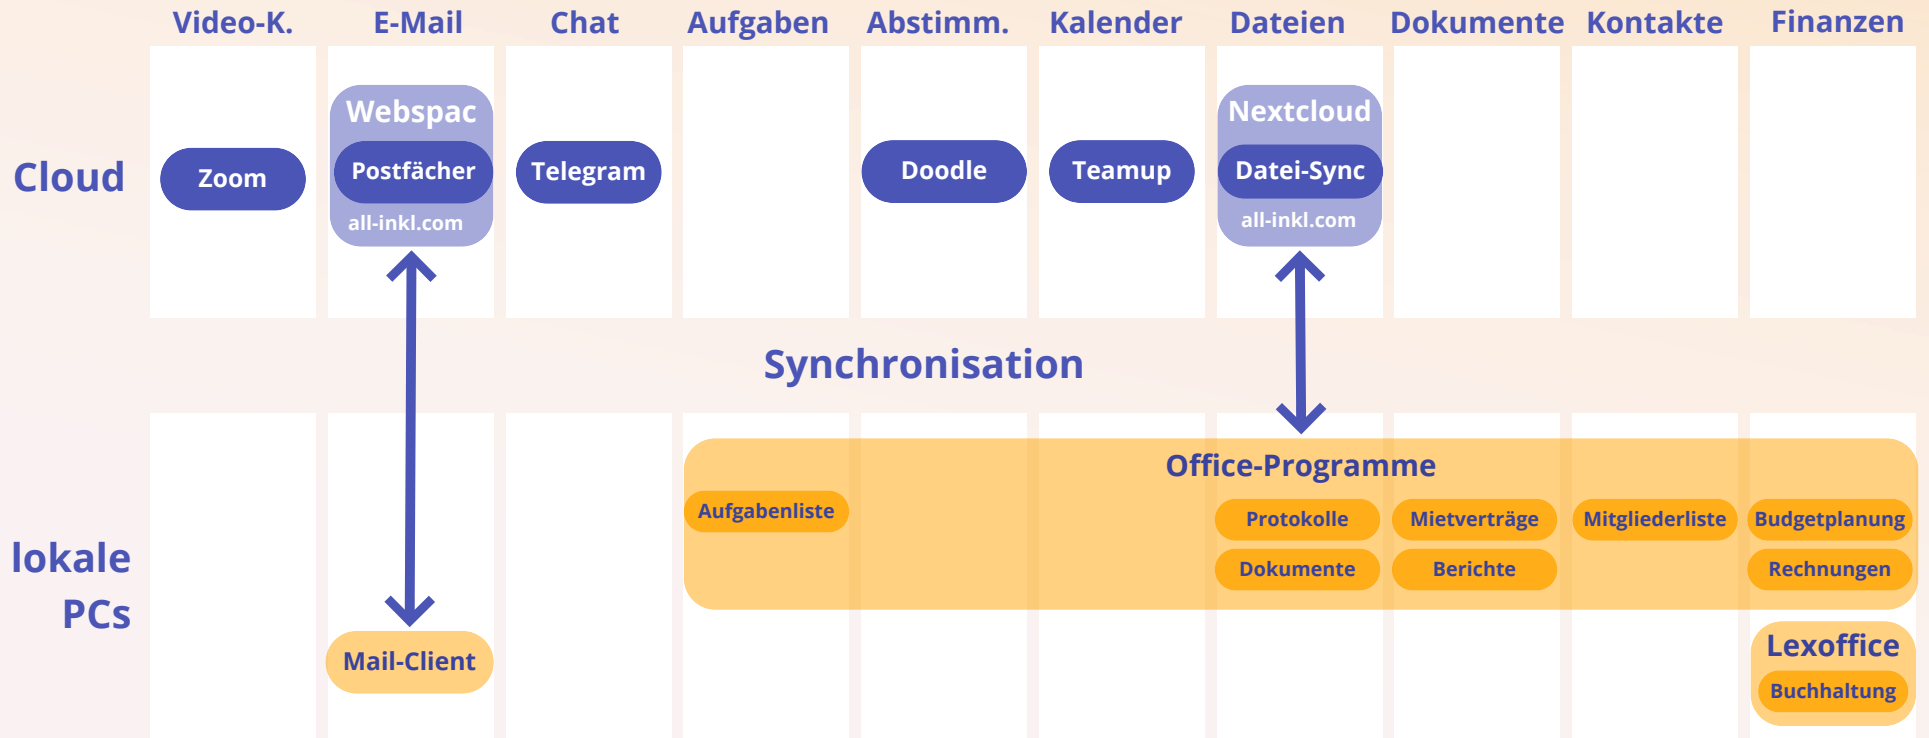 Video-K. E-Mail Chat Aufgaben Abstimm. Kalender Dateien Dokumente Kontakte Finanzen
Cloud
Zoom
Webspac
Postfächer
all-inkl.com
Telegram
Doodle
Teamup
Nextcloud
Datei-Sync
all-inkl.com
Synchronisation
lokale
PCs
Office-Programme
Aufgabenliste
Protokolle
Dokumente
Mietverträge
Berichte
Mitgliederliste
Budgetplanung
Rechnungen
Mail-Client
Lexoffice
Buchhaltung